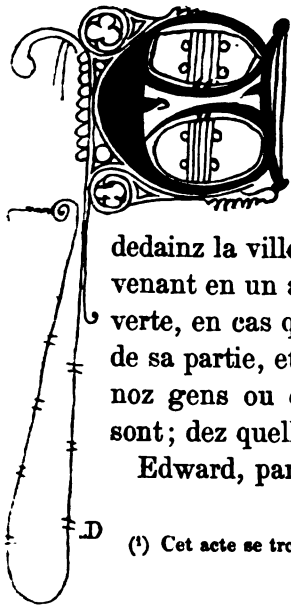 E
dedainz la ville
venant en un a
verte, en cas q
de sa partie, et
noz gens ou
sont; dez quell
Edward, par
D
(¹) Cet acte se tro